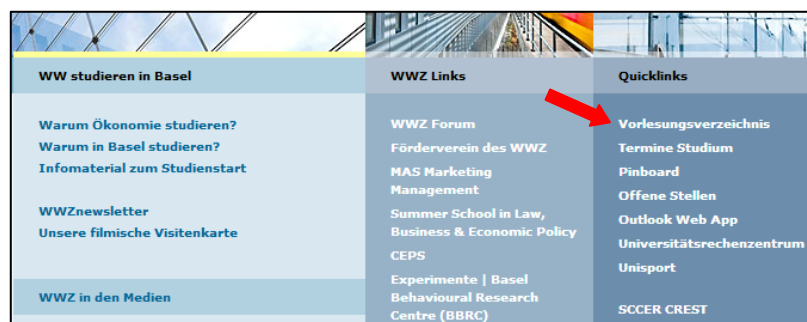 WW studieren in Basel
Warum Ökonomie studieren?
Warum in Basel studieren?
Infomaterial zum Studienstart
WWZnewsletter
Unsere filmische Visitenkarte
WWZ in den Medien
WWZ Links
WWZ Forum
Förderverein des WWZ
MAS Marketing
Management
Summer School in Law,
Business & Economic Policy
CEPS
Experimente | Basel
Behavioural Research
Centre (BBRC)
Quicklinks
Vorlesungsverzeichnis
Termine Studium
Pinboard
Offene Stellen
Outlook Web App
Universitätsrechenzentrum
Unisport
SCCER CREST